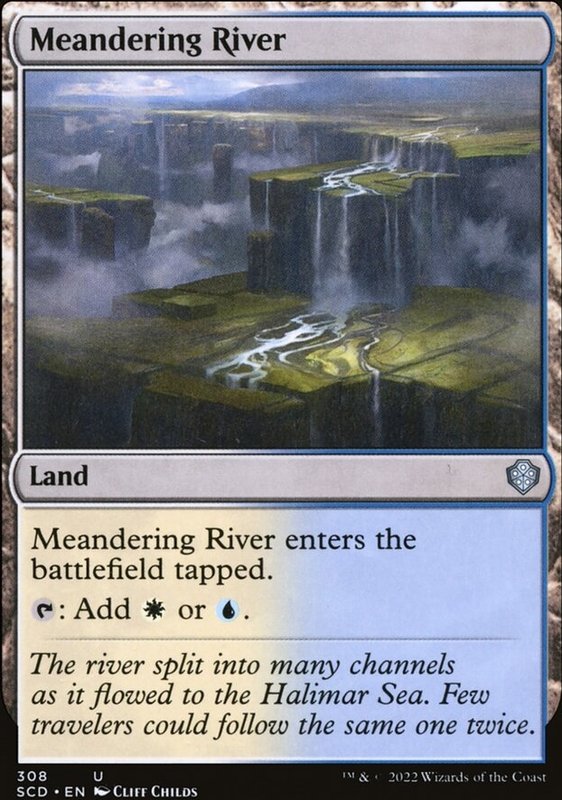 Meandering River
Land
Meandering River enters the
battlefield tapped.
: Add or .
The river split into many channels
as it flowed to the Halimar Sea. Few
travelers could follow the same one twice.
308 U
SCD • EN Cliff Childs
™ & © 2022 Wizards of the Coast